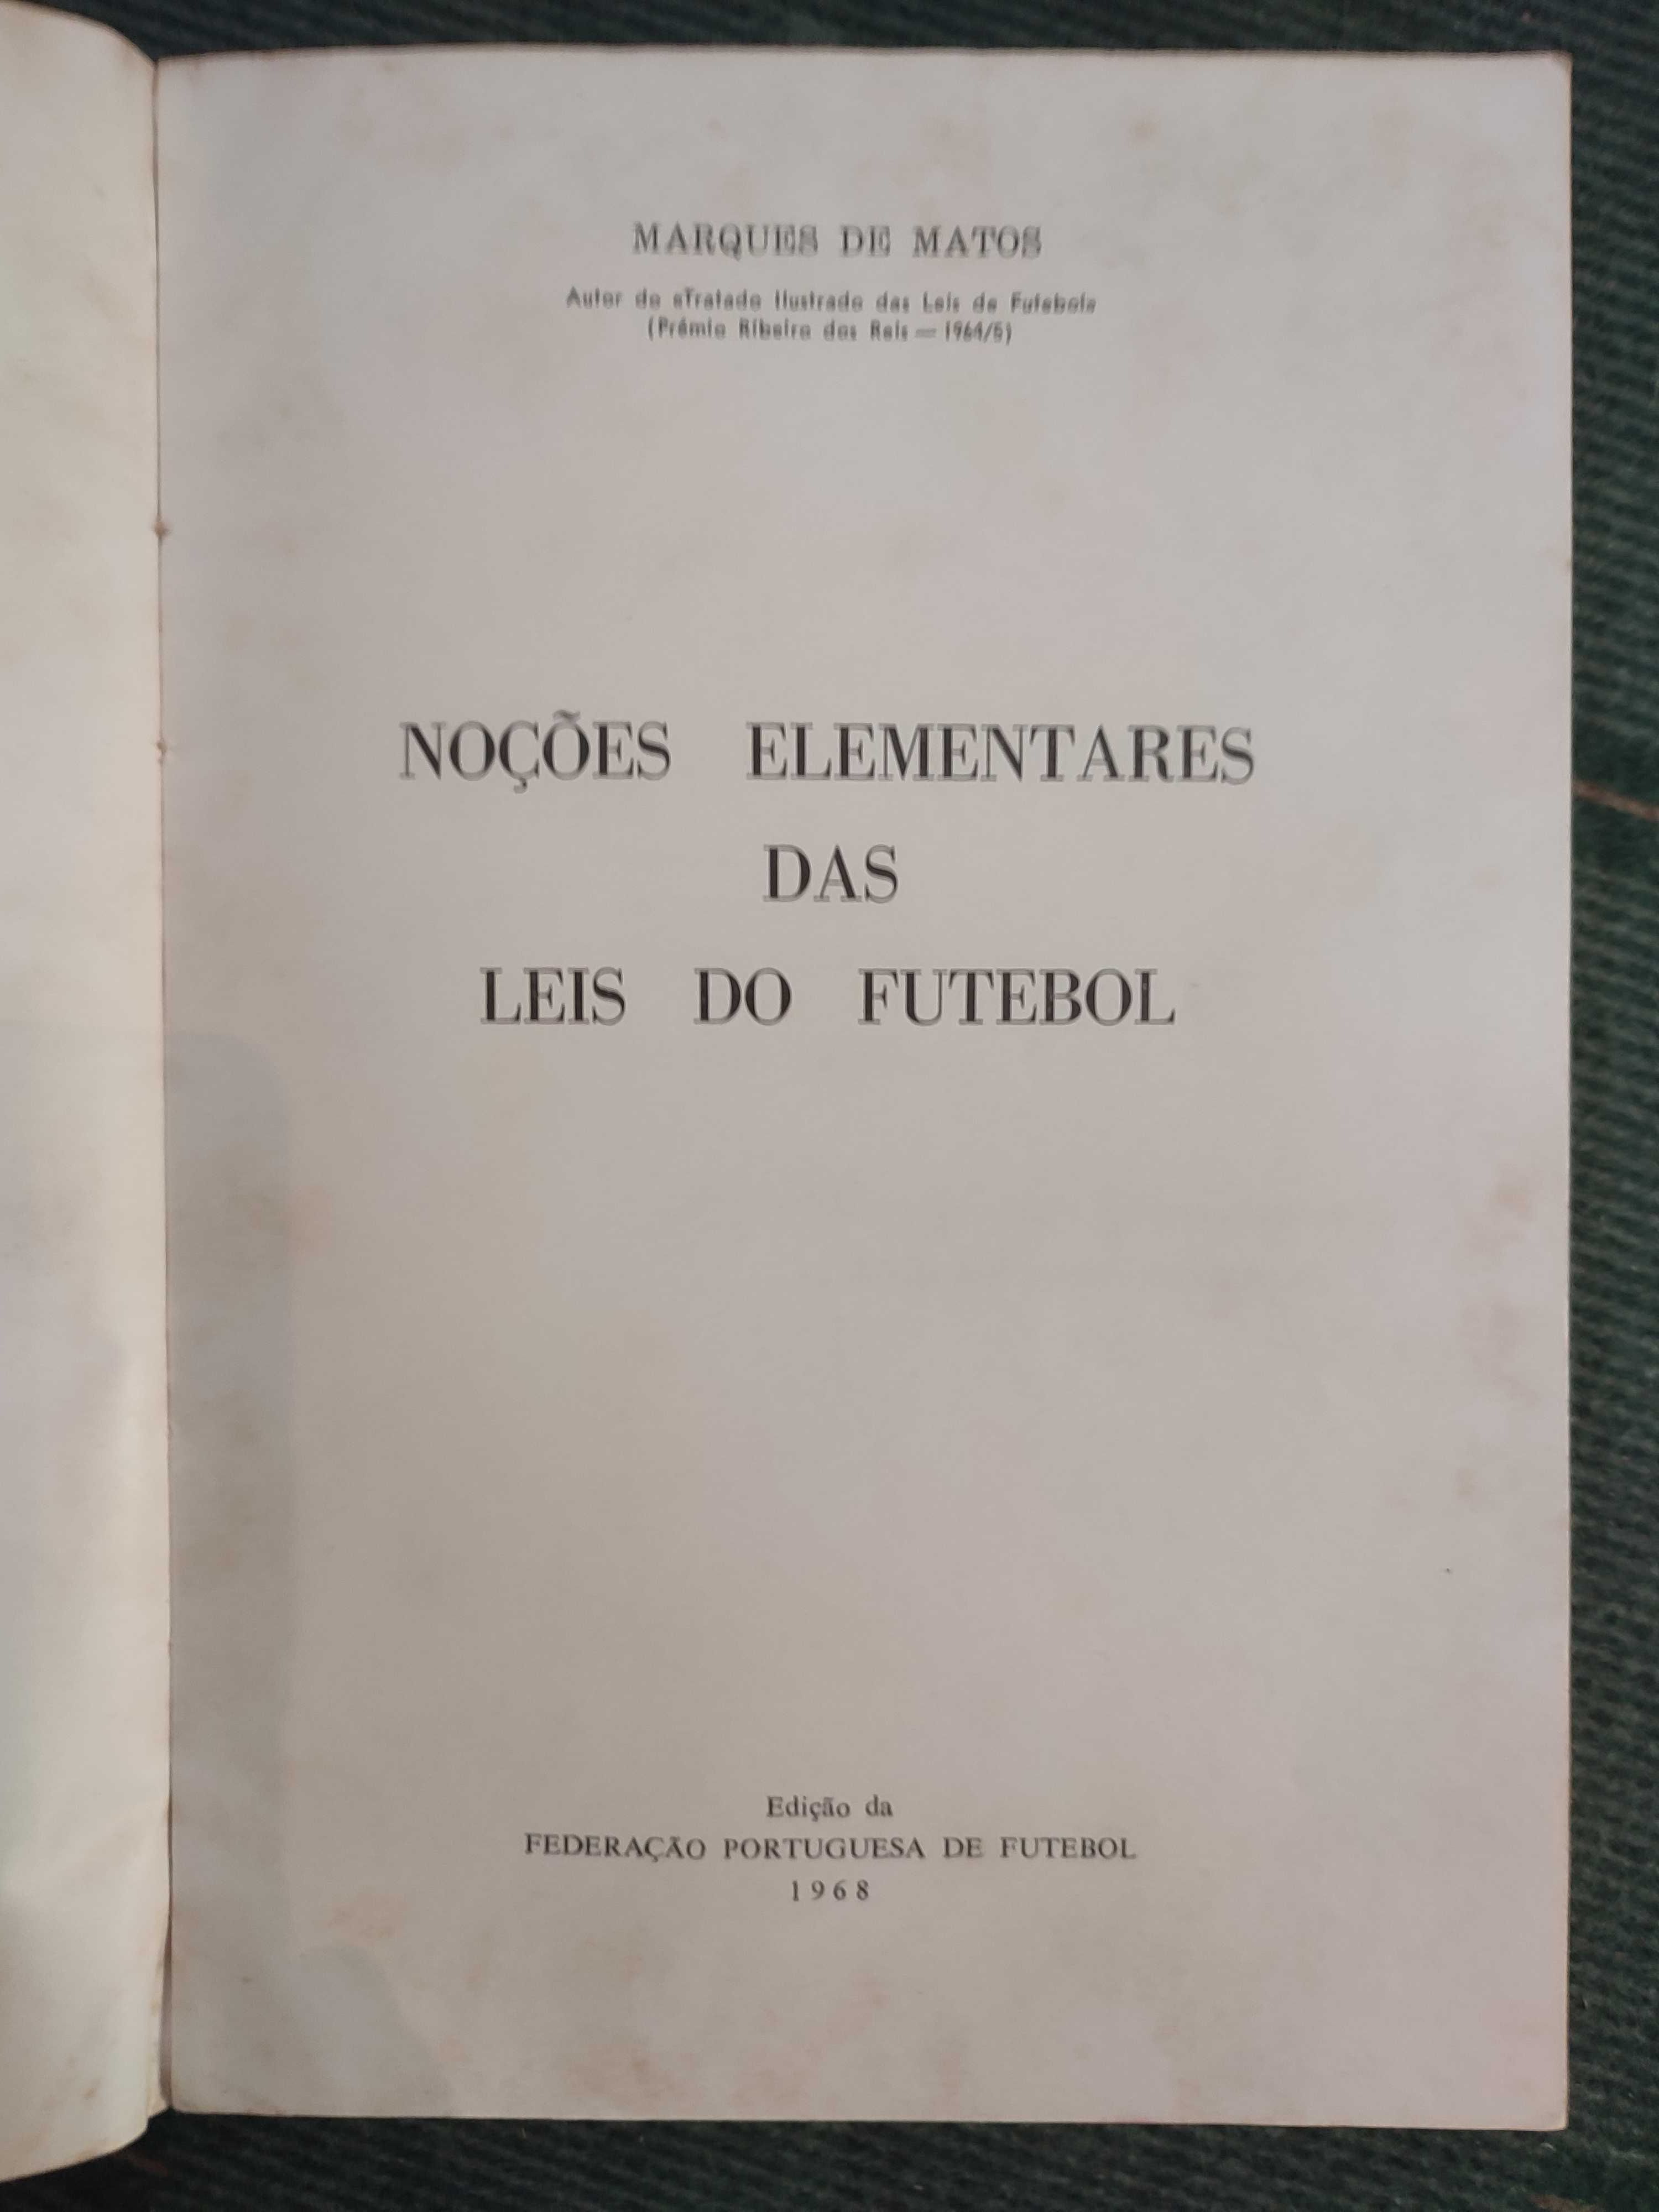 MARQUES DE MATOS
Autor do «Tratado Ilustrado das Leis de Futebol»
(Prémio Ribeiro dos Reis — 1964/5)
NOÇÕES ELEMENTARES
DAS
LEIS DO FUTEBOL
Edição da
FEDERAÇÃO PORTUGUESA DE FUTEBOL
1968